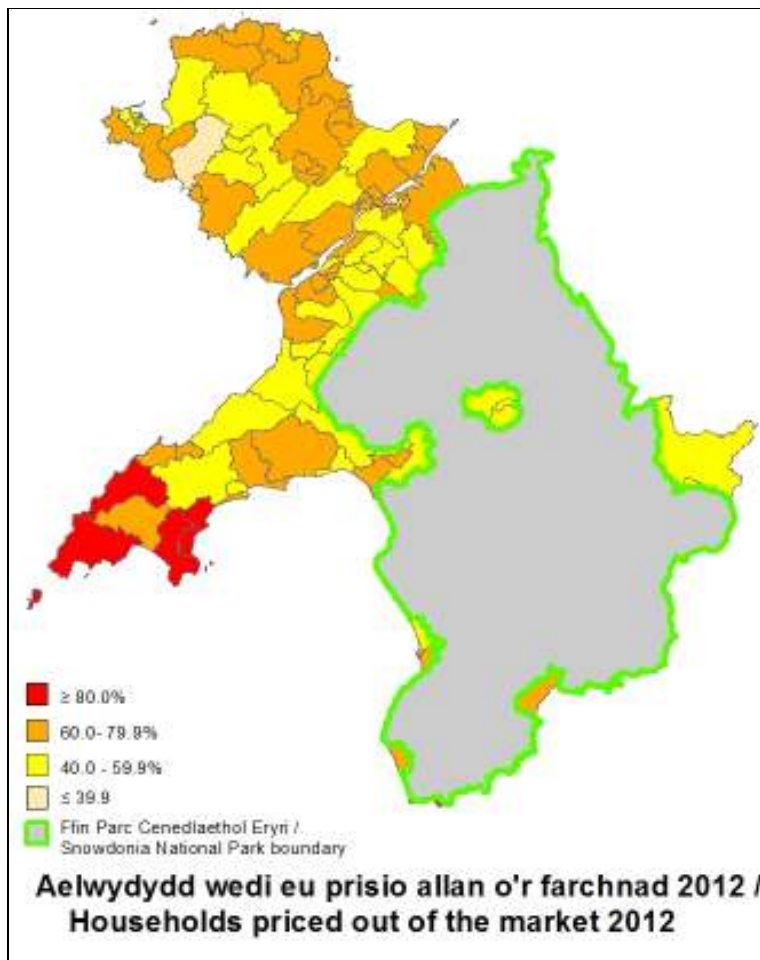 ≥ 80.0%
60.0- 79.9%
40.0 - 59.9%
≤ 39.9
Ffin Parc Cenedlaethol Eryri /
Snowdonia National Park boundary
Aelwydydd wedi eu prisio allan o'r farchnad 2012 /
Households priced out of the market 2012